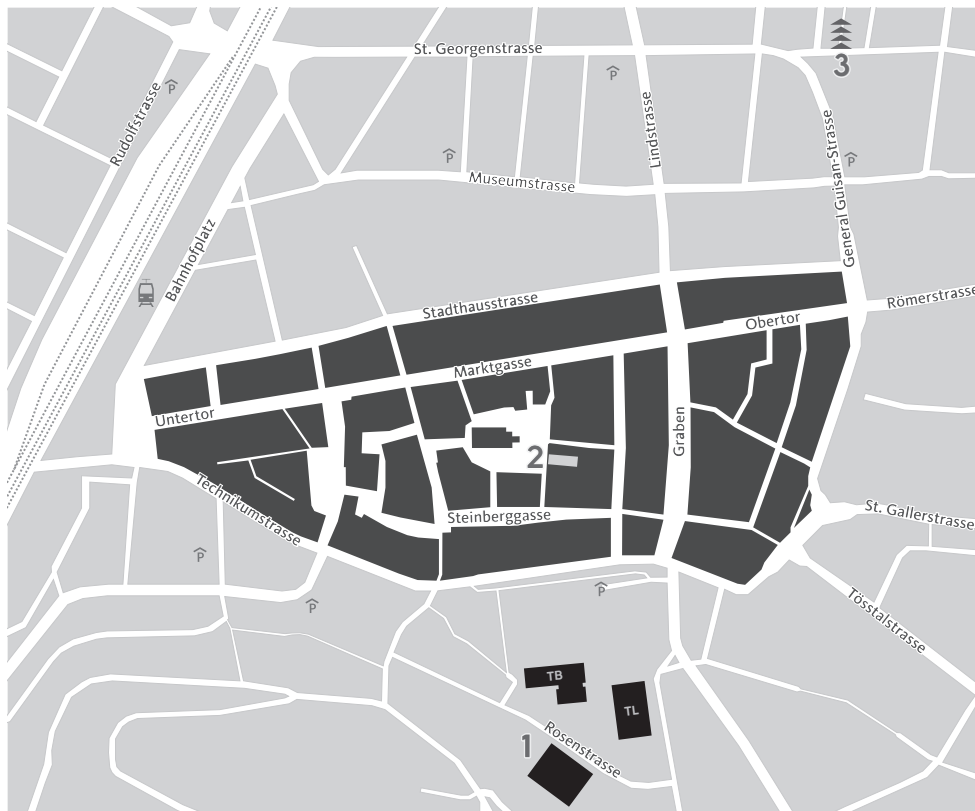 St. Georgenstrasse
3
P
P
Rudolfstrasse
Lindstrasse
General Guisan-Strasse
P
P
Museumstrasse
Bahnhofplatz
Stadthausstrasse
Römerstrasse
Obertor
Marktgasse
Untertor
Graben
2
Technikumstrasse
Steinberggasse
St. Gallerstrasse
P
P
P
Tösstalstrasse
TB
TL
1
Rosenstrasse